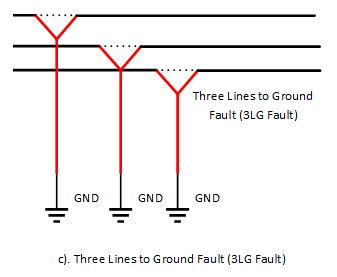 Three Lines to Ground
Fault (3LG Fault)
GND GND GND
c). Three Lines to Ground Fault (3LG Fault)